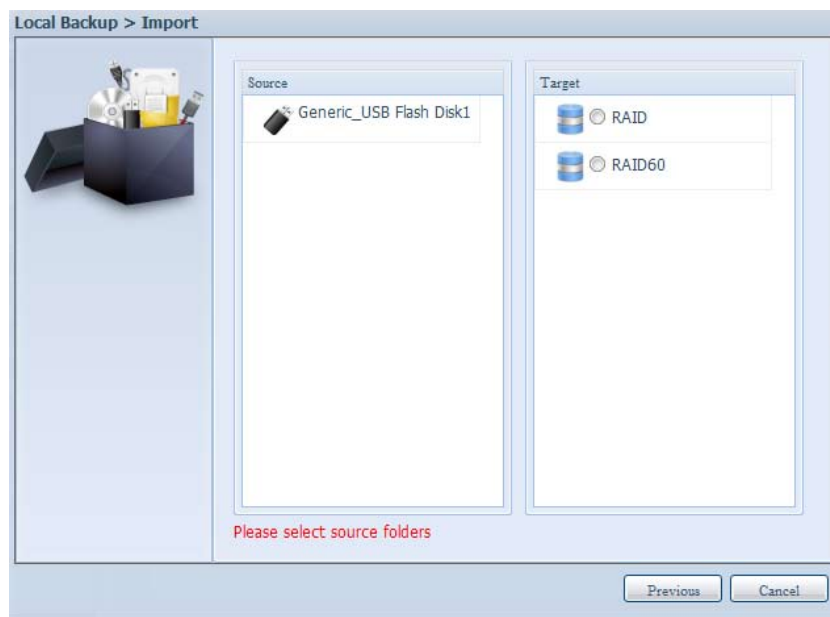 Local Backup > Import
Source
Generic_USB Flash Disk1
Target
RAID
RAID60
Please select source folders
Previous
Cancel